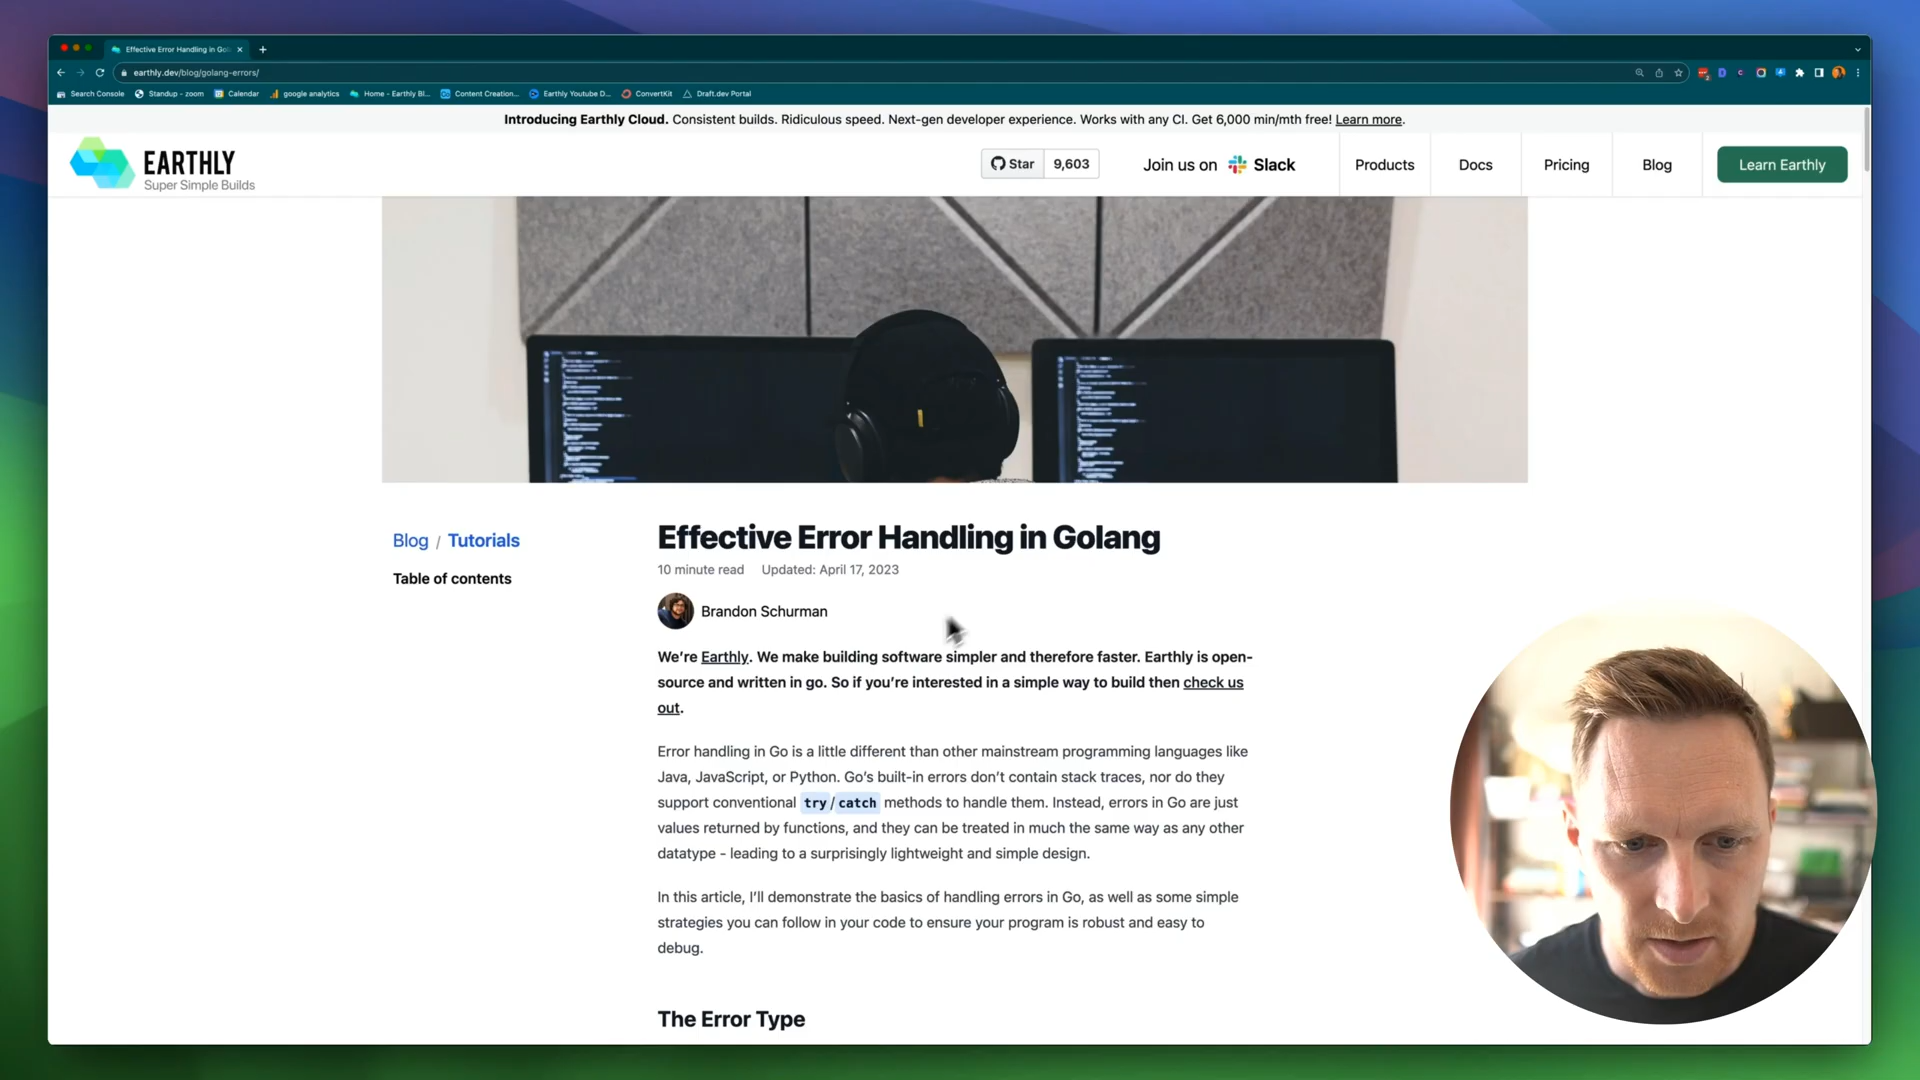 Effective Error Handling in Go
earthly.dev/blog/golang-errors/
Search Console
Standup - zoom
Calendar
google analytics
Home - Earthly Bl...
Content Creation...
Earthly Youtube D...
ConvertKit
Draft.dev Portal
Introducing Earthly Cloud. Consistent builds. Ridiculous speed. Next-gen developer experience. Works with any CI. Get 6,000 min/mth free! Learn more.
EARTHLY
Super Simple Builds
Star 9,603
Join us on Slack
Products
Docs
Pricing
Blog
Learn Earthly
Blog / Tutorials
Table of contents
Effective Error Handling in Golang
10 minute read Updated: April 17, 2023
Brandon Schurman
We're Earthly. We make building software simpler and therefore faster. Earthly is open-
source and written in go. So if you're interested in a simple way to build then check us
out.
Error handling in Go is a little different than other mainstream programming languages like
Java, JavaScript, or Python. Go's built-in errors don't contain stack traces, nor do they
support conventional try/catch methods to handle them. Instead, errors in Go are just
values returned by functions, and they can be treated in much the same way as any other
datatype - leading to a surprisingly lightweight and simple design.
In this article, I'll demonstrate the basics of handling errors in Go, as well as some simple
strategies you can follow in your code to ensure your program is robust and easy to
debug.
The Error Type